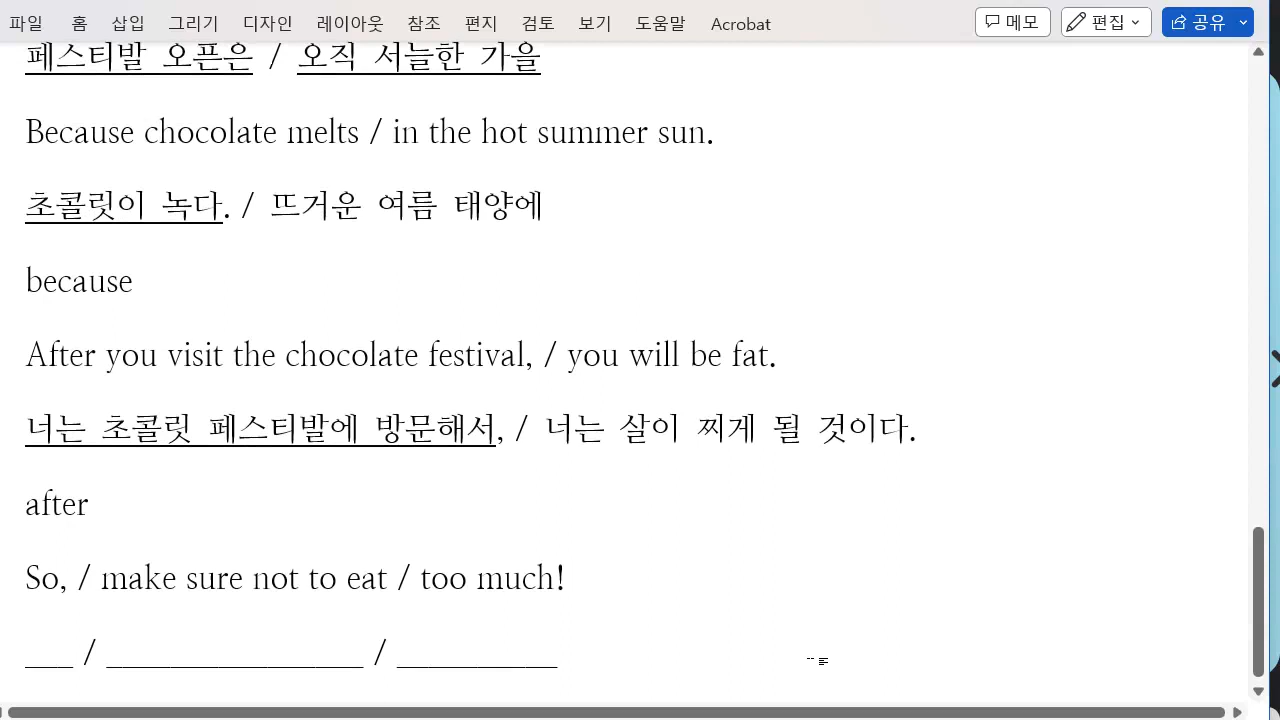 파일 홈 삽입 그리기 디자인 레이아웃 참조 편지 검토 보기 도움말 Acrobat 메모 편집 공유
페스티발 오픈은 / 오직 서늘한 가을
Because chocolate melts / in the hot summer sun.
초콜릿이 녹다. / 뜨거운 여름 태양에
because
After you visit the chocolate festival, / you will be fat.
너는 초콜릿 페스티발에 방문해서, / 너는 살이 찌게 될 것이다.
after
So, / make sure not to eat / too much!
___ / ________________ / __________